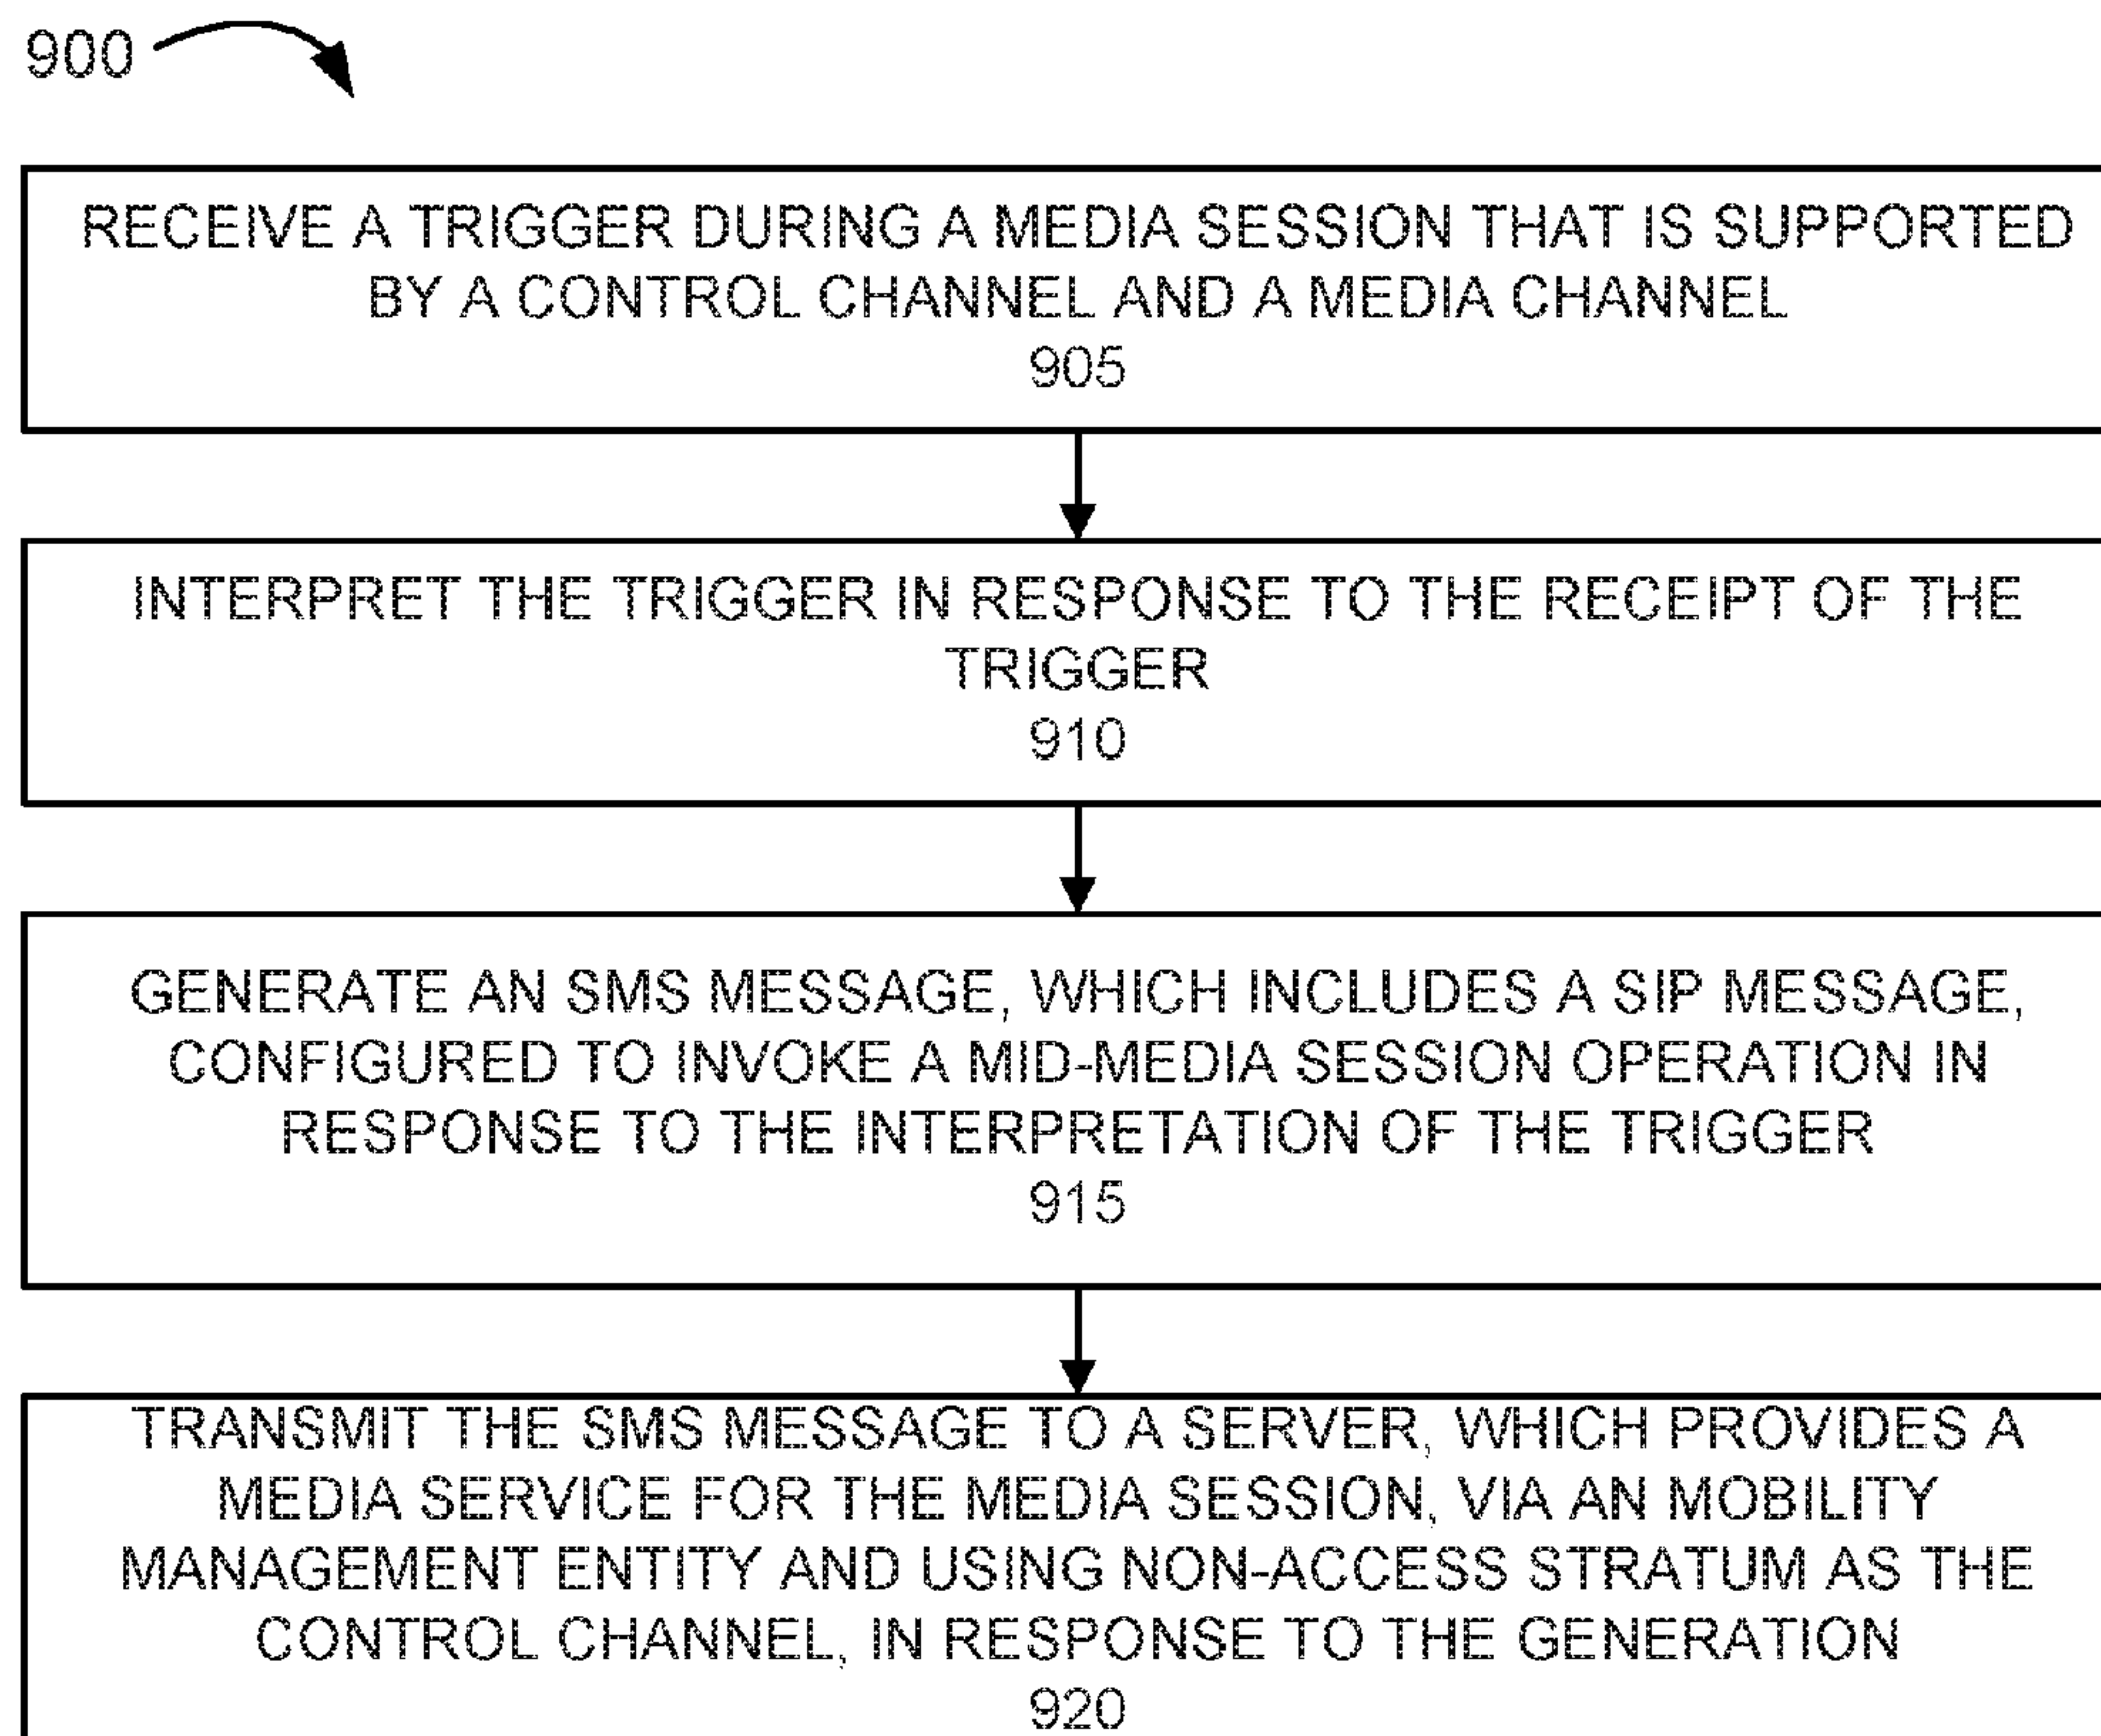 900
RECEIVE A TRIGGER DURING A MEDIA SESSION THAT IS SUPPORTED
BY A CONTROL CHANNEL AND A MEDIA CHANNEL
905
INTERPRET THE TRIGGER IN RESPONSE TO THE RECEIPT OF THE
TRIGGER
910
GENERATE AN SMS MESSAGE, WHICH INCLUDES A SIP MESSAGE,
CONFIGURED TO INVOKE A MID-MEDIA SESSION OPERATION IN
RESPONSE TO THE INTERPRETATION OF THE TRIGGER
915
TRANSMIT THE SMS MESSAGE TO A SERVER, WHICH PROVIDES A
MEDIA SERVICE FOR THE MEDIA SESSION, VIA AN MOBILITY
MANAGEMENT ENTITY AND USING NON-ACCESS STRATUM AS THE
CONTROL CHANNEL, IN RESPONSE TO THE GENERATION
920